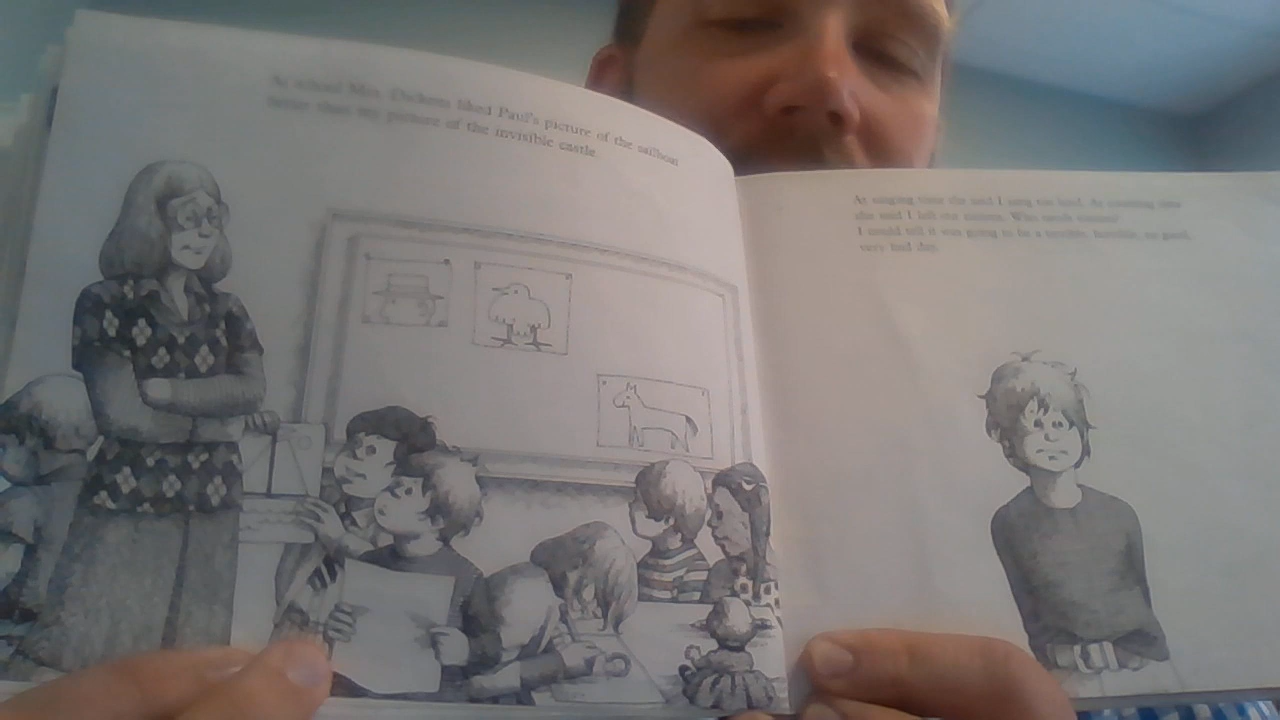 At school Mrs. Dickens liked Paul's picture of the sailboat
better than my picture of the invisible castle.
At singing time she said I sang too loud. At counting time
she said I left out sixteen. Who needs sixteen?
I could tell it was going to be a terrible, horrible, no good,
very bad day.